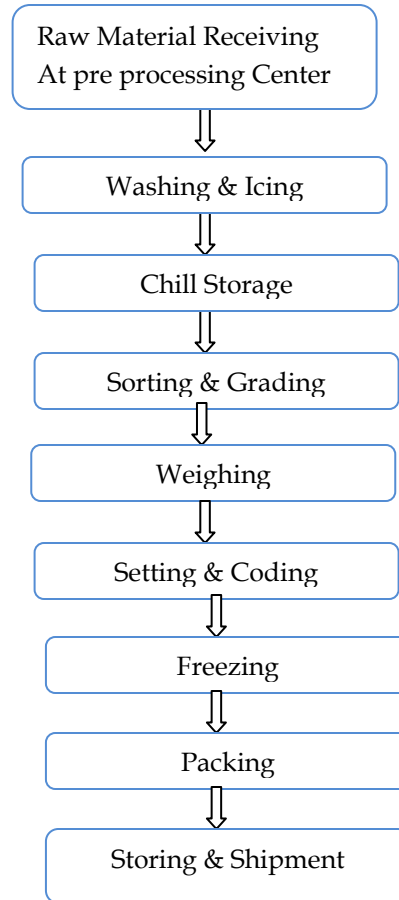 Raw Material Receiving
At pre processing Center
Washing & Icing
Chill Storage
Sorting & Grading
Weighing
Setting & Coding
Freezing
Packing
Storing & Shipment